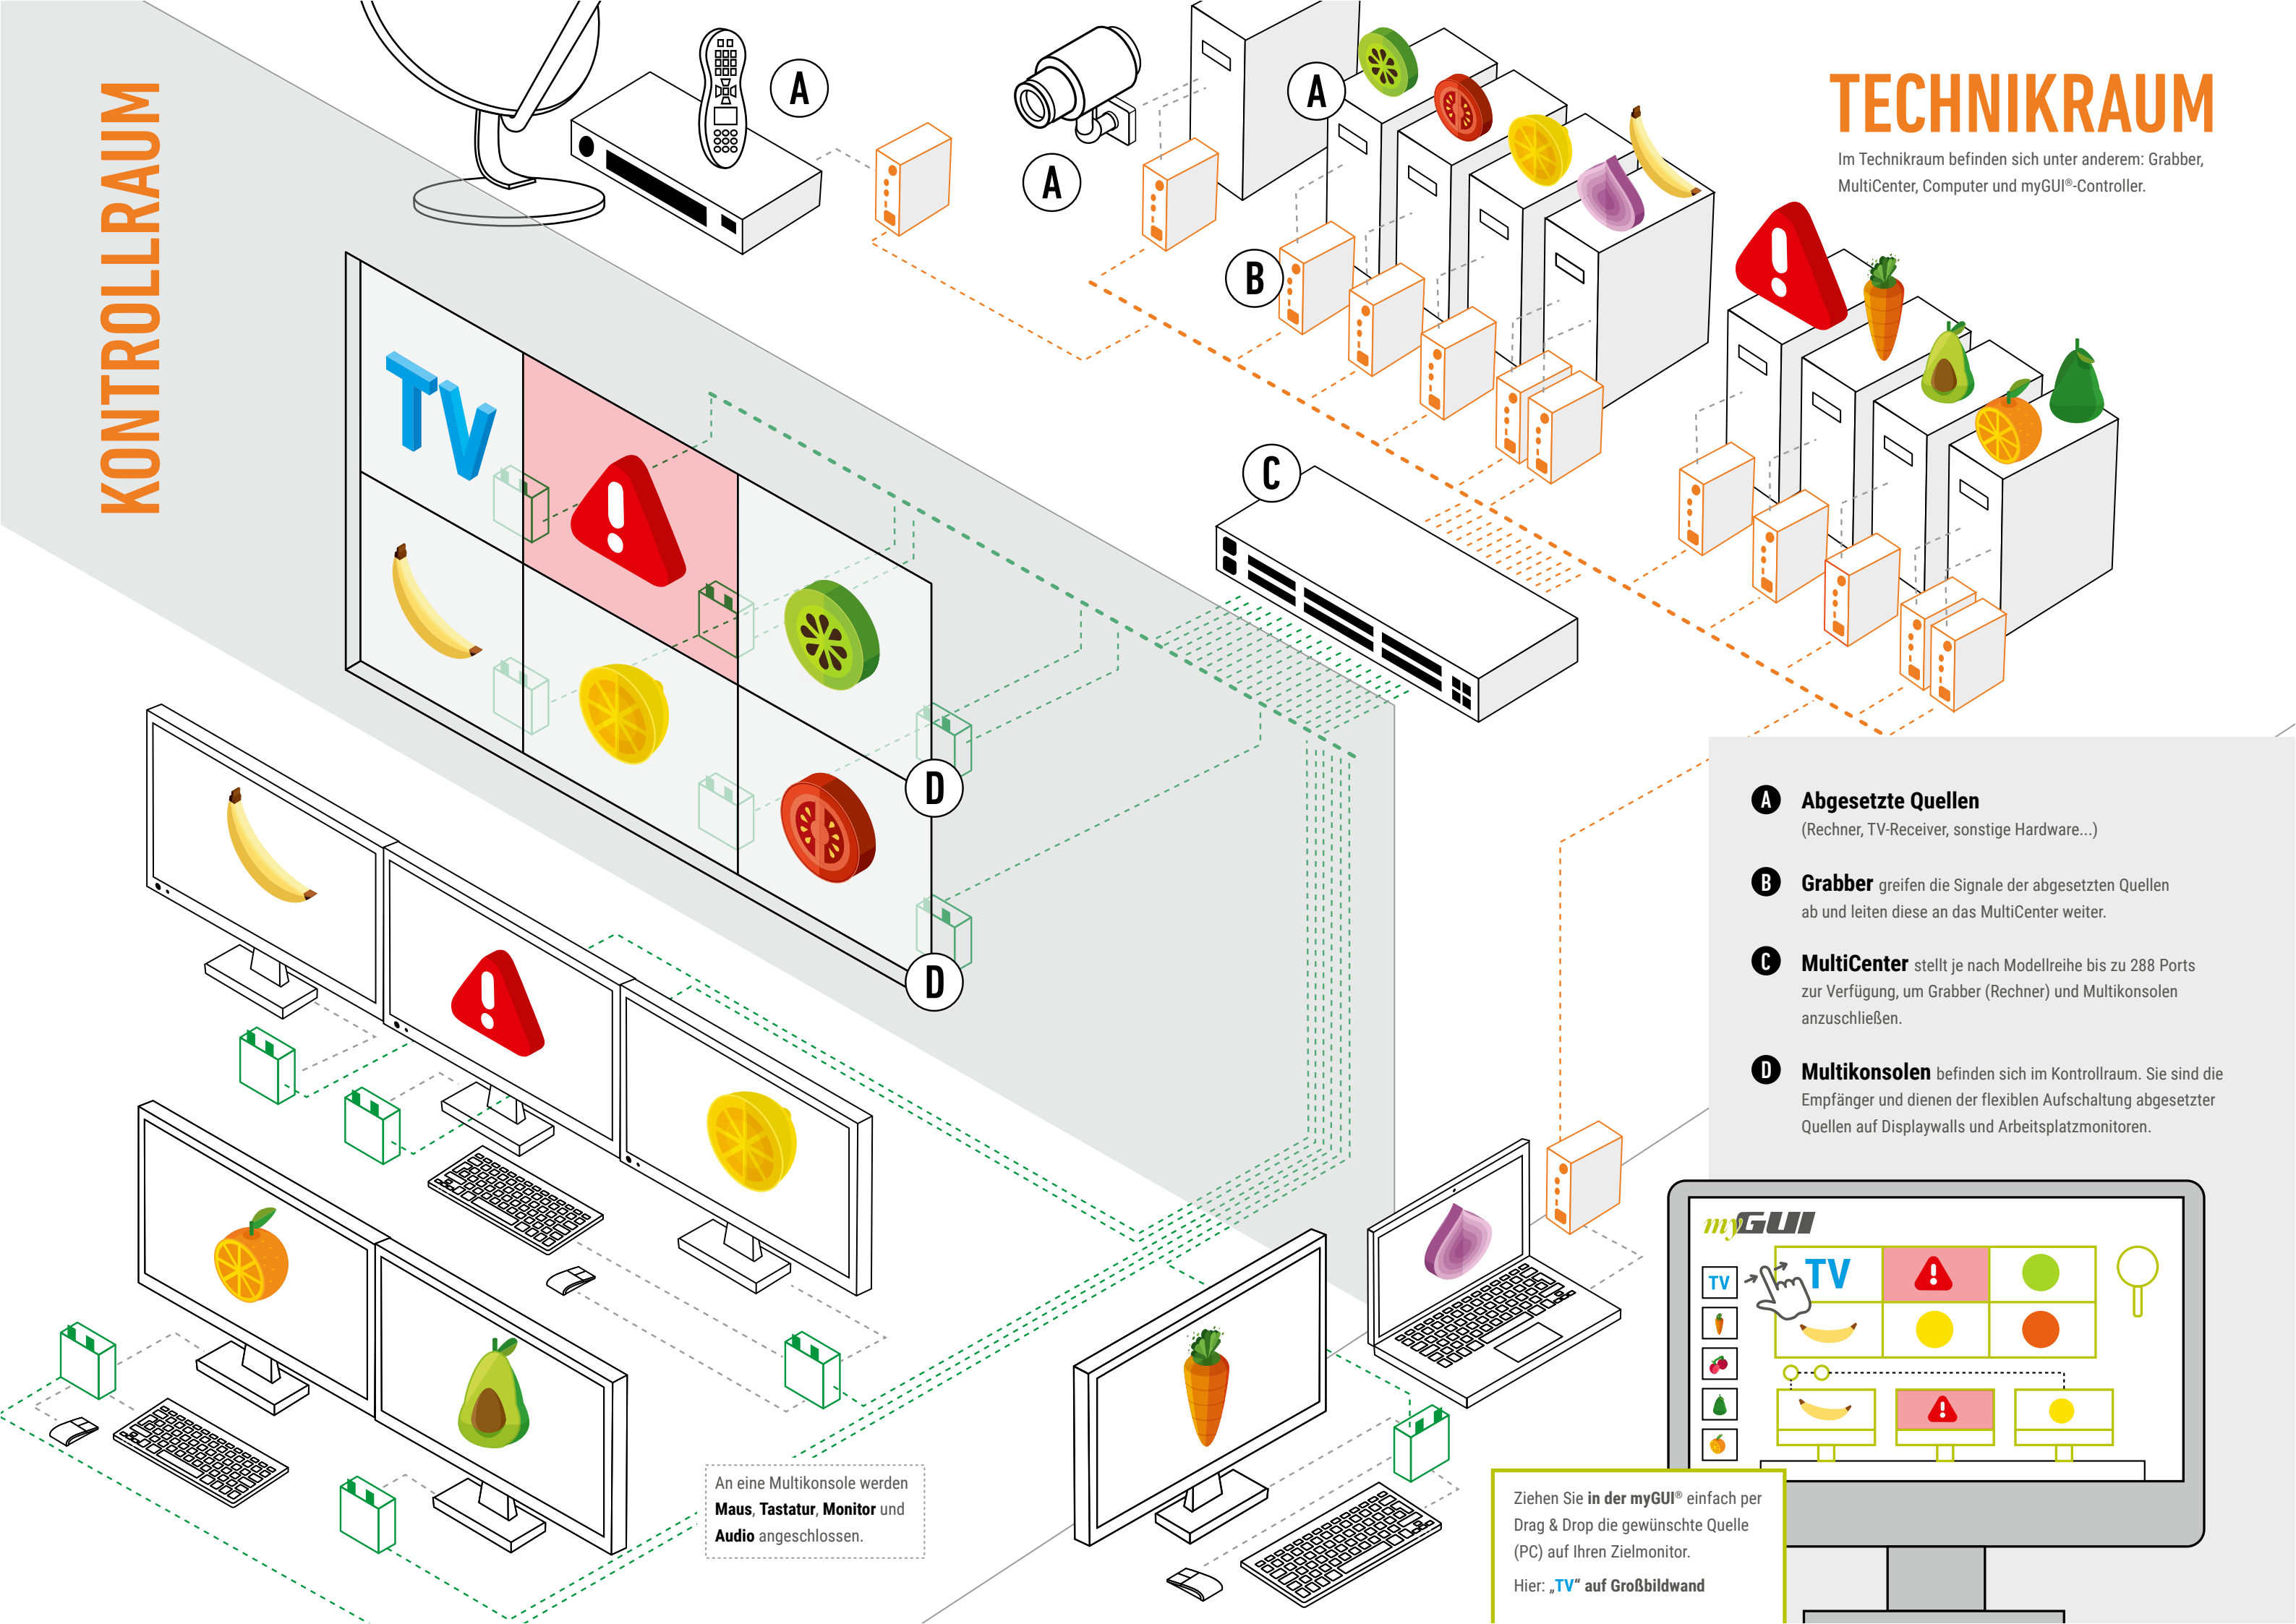 KONTROLLRAUM
TECHNIKRAUM
Im Technikraum befinden sich unter anderem: Grabber,
MultiCenter, Computer und myGUI®-Controller.
A
A
A
B
C
TV
D
D
A Abgesetzte Quellen
(Rechner, TV-Receiver, sonstige Hardware...)
B Grabber greifen die Signale der abgesetzten Quellen
ab und leiten diese an das MultiCenter weiter.
C MultiCenter stellt je nach Modellreihe bis zu 288 Ports
zur Verfügung, um Grabber (Rechner) und Multikonsolen
anzuschließen.
D Multikonsolen befinden sich im Kontrollraum. Sie sind die
Empfänger und dienen der flexiblen Aufschaltung abgesetzter
Quellen auf Displaywalls und Arbeitsplatzmonitoren.
myGUI
TV
TV
An eine Multikonsole werden
Maus, Tastatur, Monitor und
Audio angeschlossen.
Ziehen Sie in der myGUI® einfach per
Drag & Drop die gewünschte Quelle
(PC) auf Ihren Zielmonitor.
Hier: „TV“ auf Großbildwand